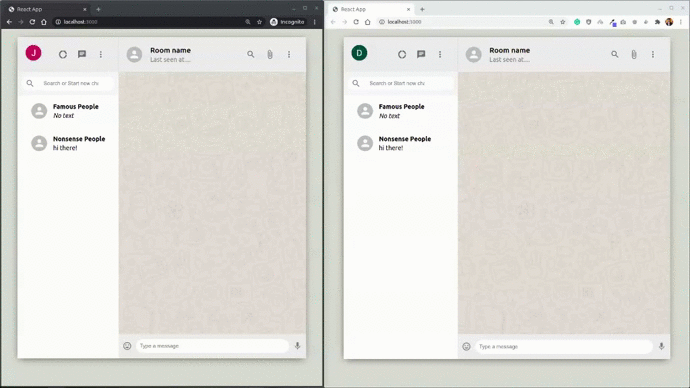 React App
localhost:3000
Incognito
J
Room name
Last seen at....
Search or Start new cha
Famous People
No text
Nonsense People
hi there!
Type a message
React App
localhost:3000
D
Room name
Last seen at....
Search or Start new cha
Famous People
No text
Nonsense People
hi there!
Type a message